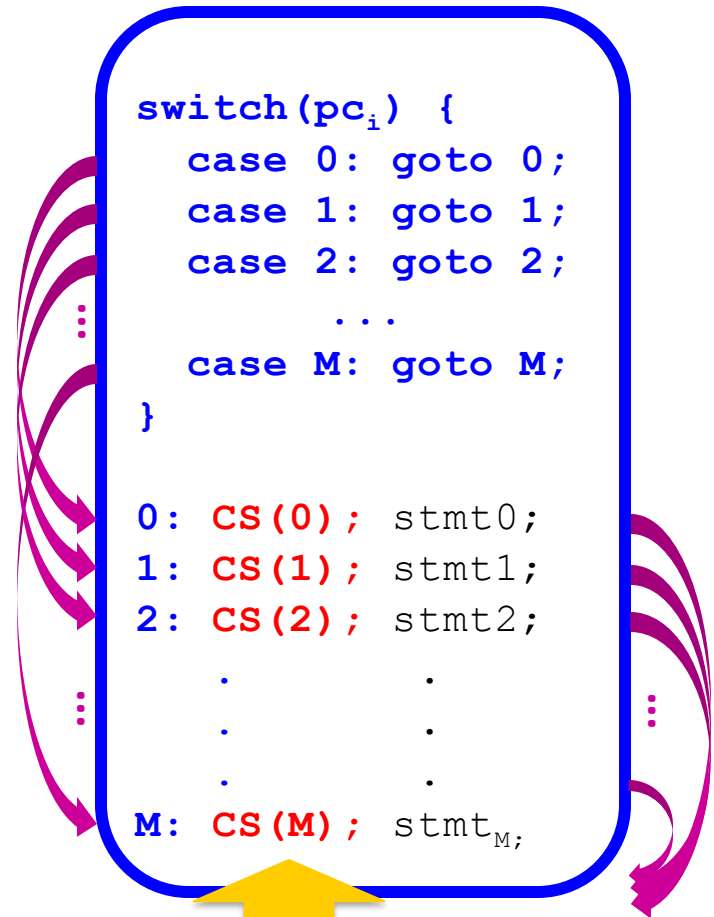 switch(pcᵢ) {
case 0: goto 0;
case 1: goto 1;
case 2: goto 2;
...
case M: goto M;
}
0: CS(0); stmt0;
1: CS(1); stmt1;
2: CS(2); stmt2;
. .
. .
. .
M: CS(M); stmt_M;